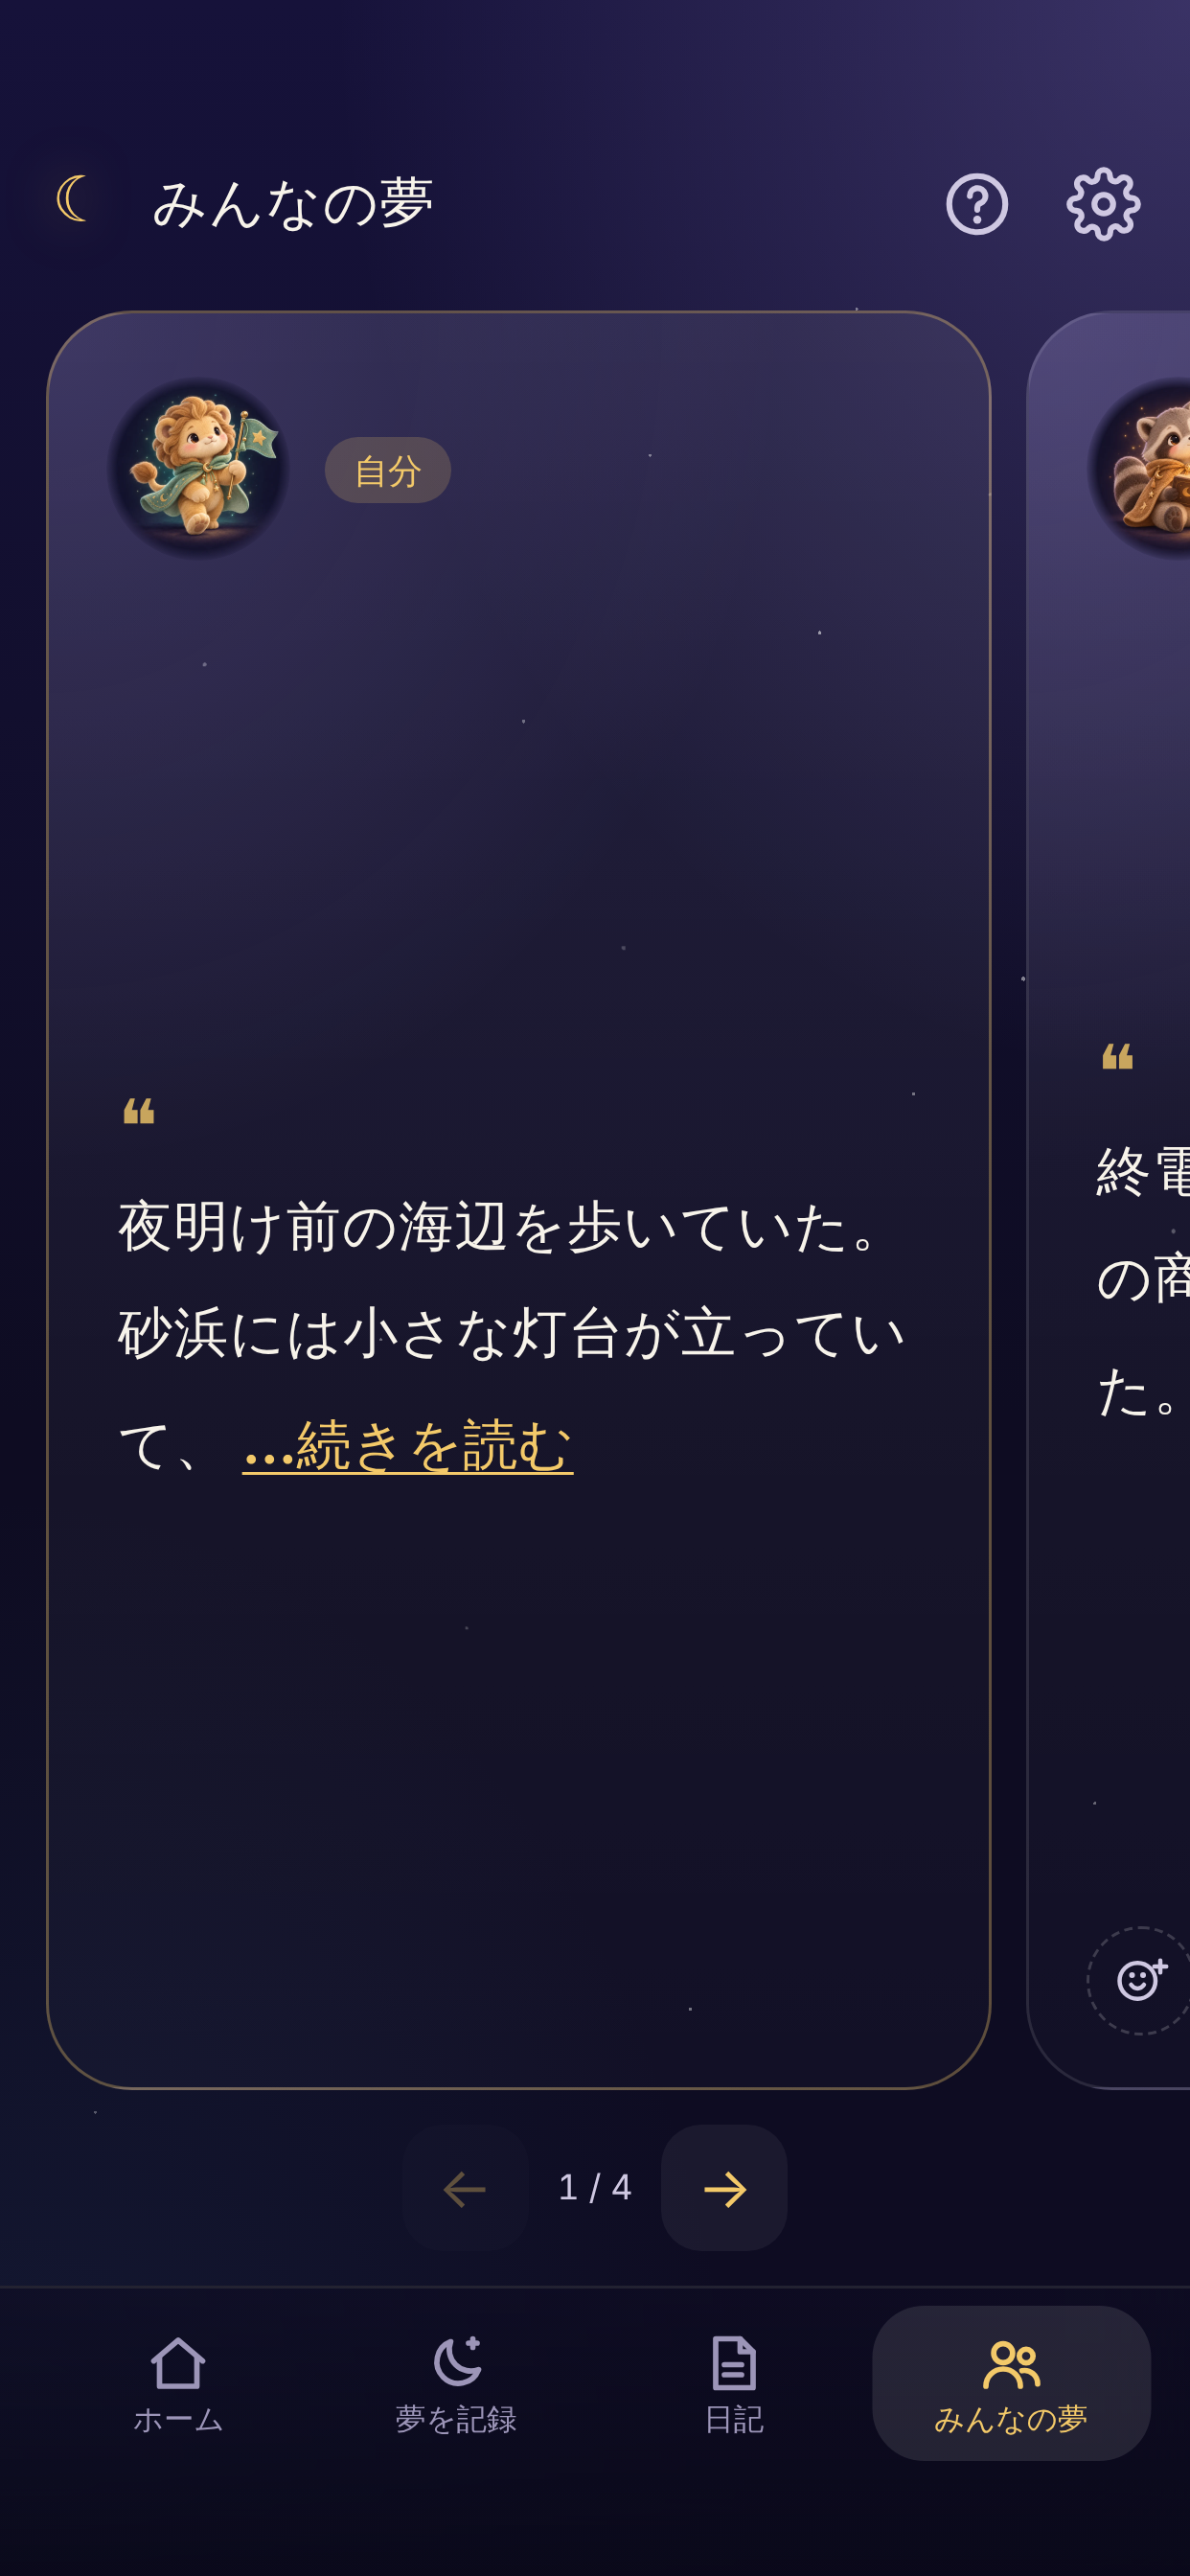 みんなの夢
自分
❝
夜明け前の海辺を歩いていた。
砂浜には小さな灯台が立ってい
て、 …続きを読む
❝
終電
の商
た。
1 / 4
ホーム
夢を記録
日記
みんなの夢